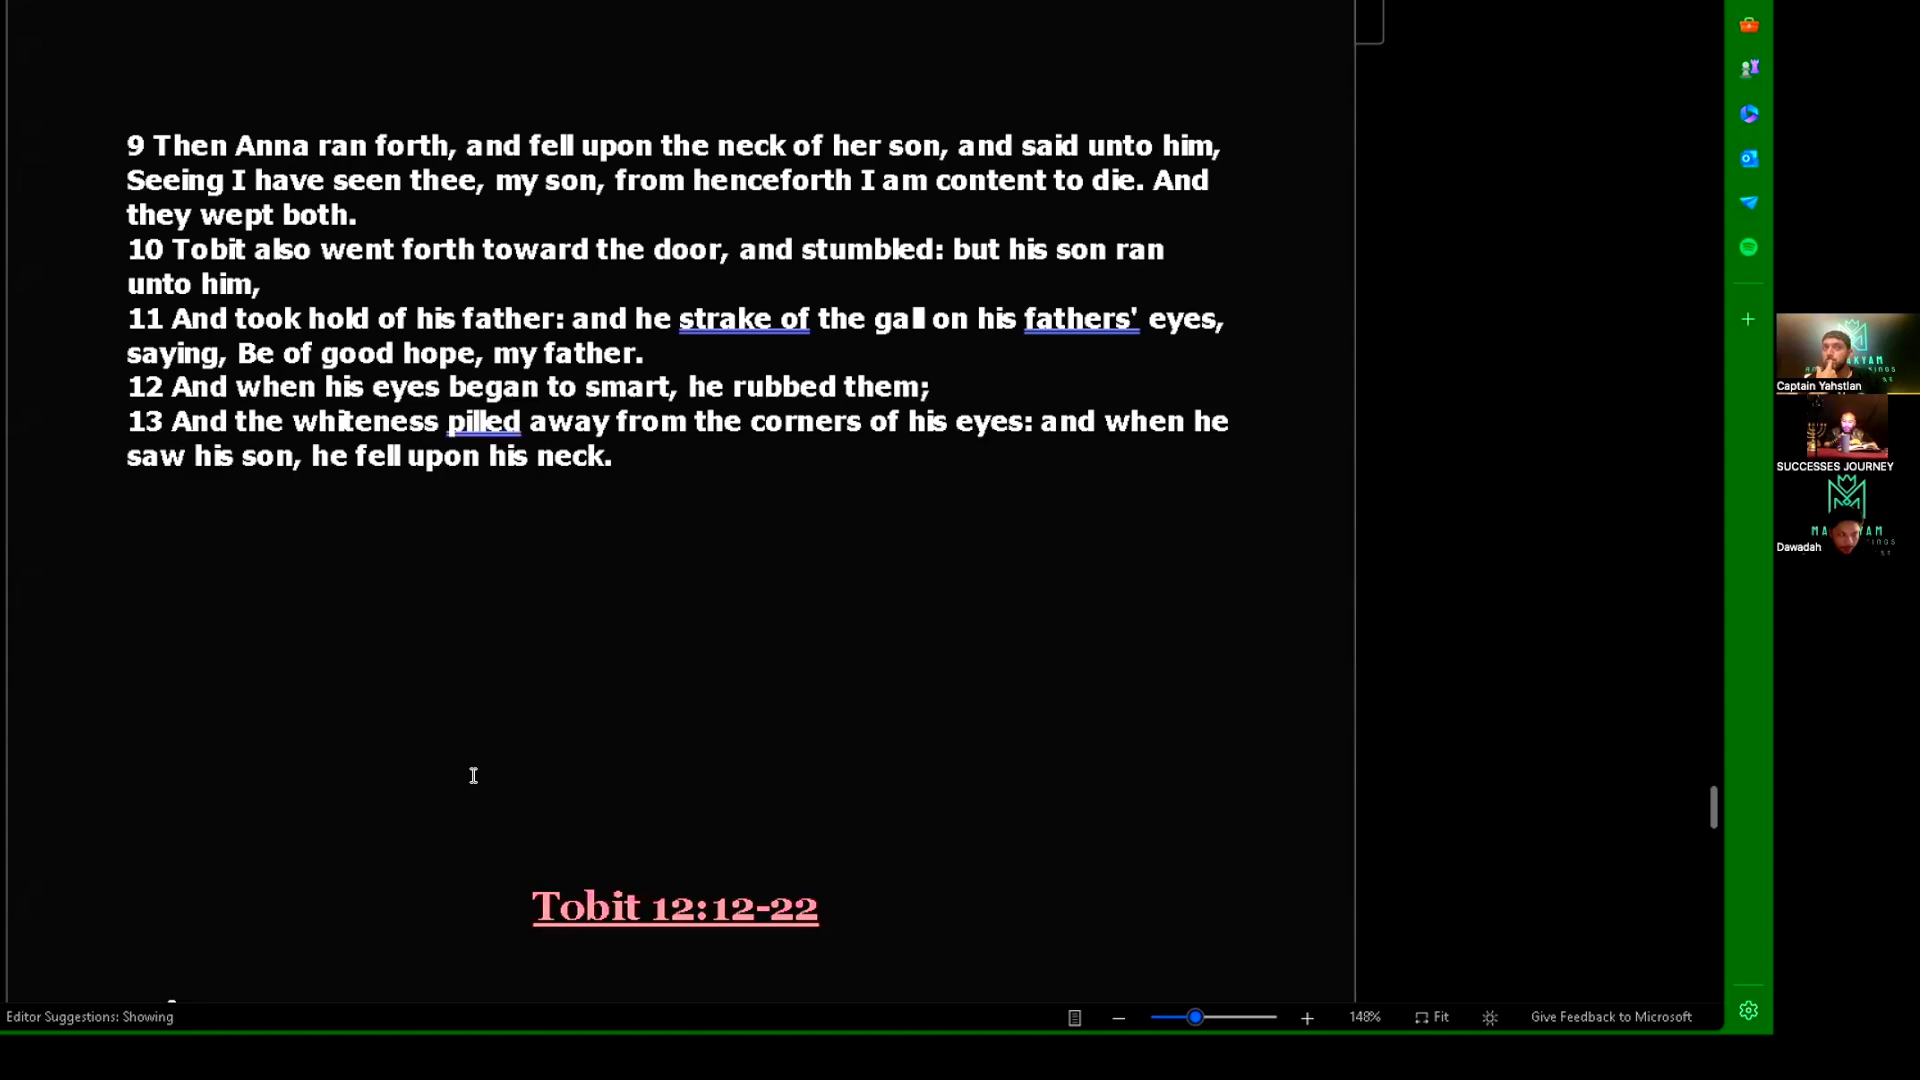 9 Then Anna ran forth, and fell upon the neck of her son, and said unto him,
Seeing I have seen thee, my son, from henceforth I am content to die. And
they wept both.
10 Tobit also went forth toward the door, and stumbled: but his son ran
unto him,
11 And took hold of his father: and he strake of the gall on his fathers' eyes,
saying, Be of good hope, my father.
12 And when his eyes began to smart, he rubbed them;
13 And the whiteness pilled away from the corners of his eyes: and when he
saw his son, he fell upon his neck.
Tobit 12:12-22
Editor Suggestions: Showing
148%
Fit
Give Feedback to Microsoft
Captain Yahstlan
SUCCESSES JOURNEY
Dawadah